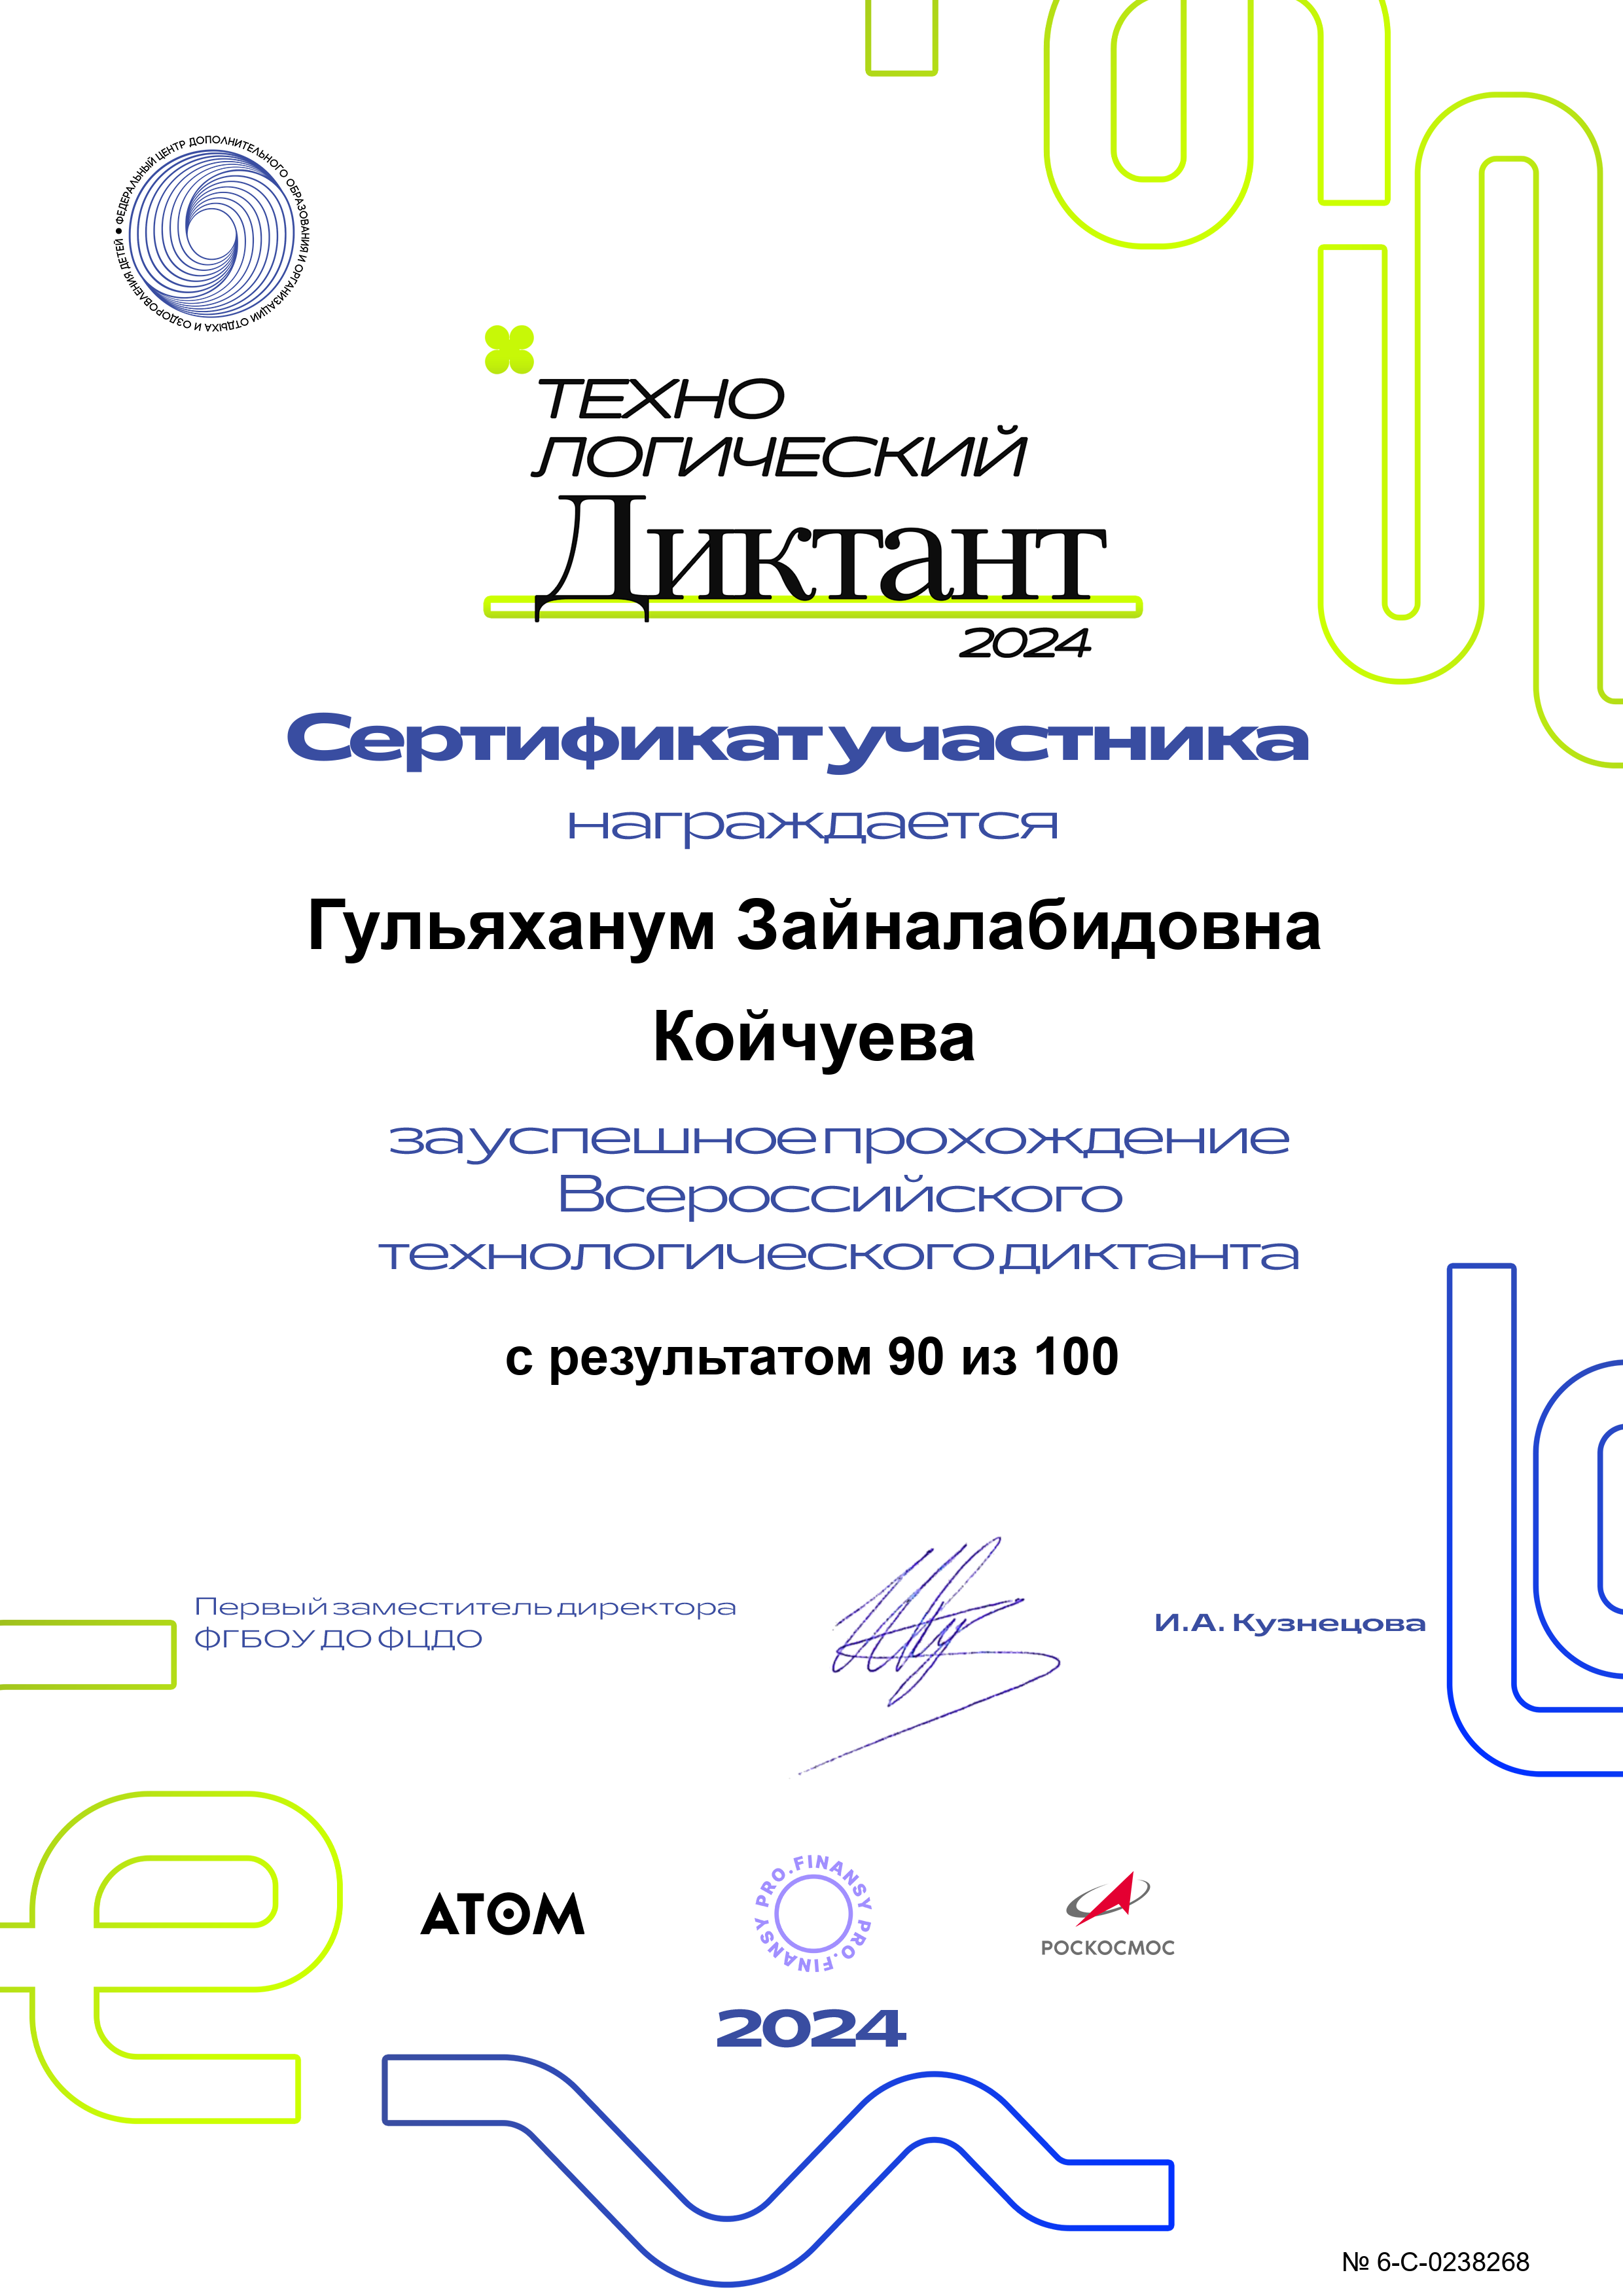 ФЕДЕРАЛЬНЫЙ ЦЕНТР ДОПОЛНИТЕЛЬНОГО ОБРАЗОВАНИЯ И ОРГАНИЗАЦИИ ОТДЫХА И ОЗДОРОВЛЕНИЯ ДЕТЕЙ •
ТЕХНО
ЛОГИЧЕСКИЙ
Диктант
2024
Сертификат участника
награждается
Гульяханум Зайналабидовна
Койчуева
за успешное прохождение
Всероссийского
технологического диктанта
с результатом 90 из 100
Первый заместитель директора
ФГБОУ ДО ФЦДО
И.А. Кузнецова
АТОМ
PRO.FINANSY PRO.FINANSY
РОСКОСМОС
2024
№ 6-С-0238268